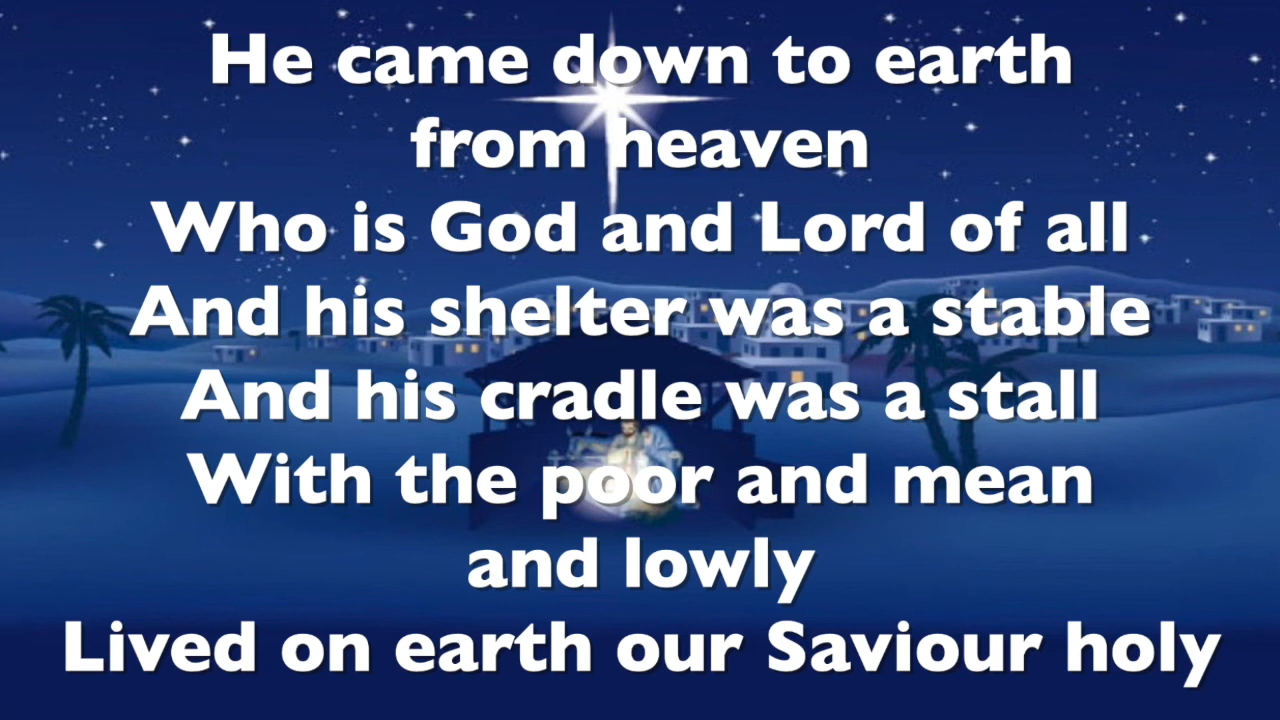 He came down to earth
from heaven
Who is God and Lord of all
And his shelter was a stable
And his cradle was a stall
With the poor and mean
and lowly
Lived on earth our Saviour holy